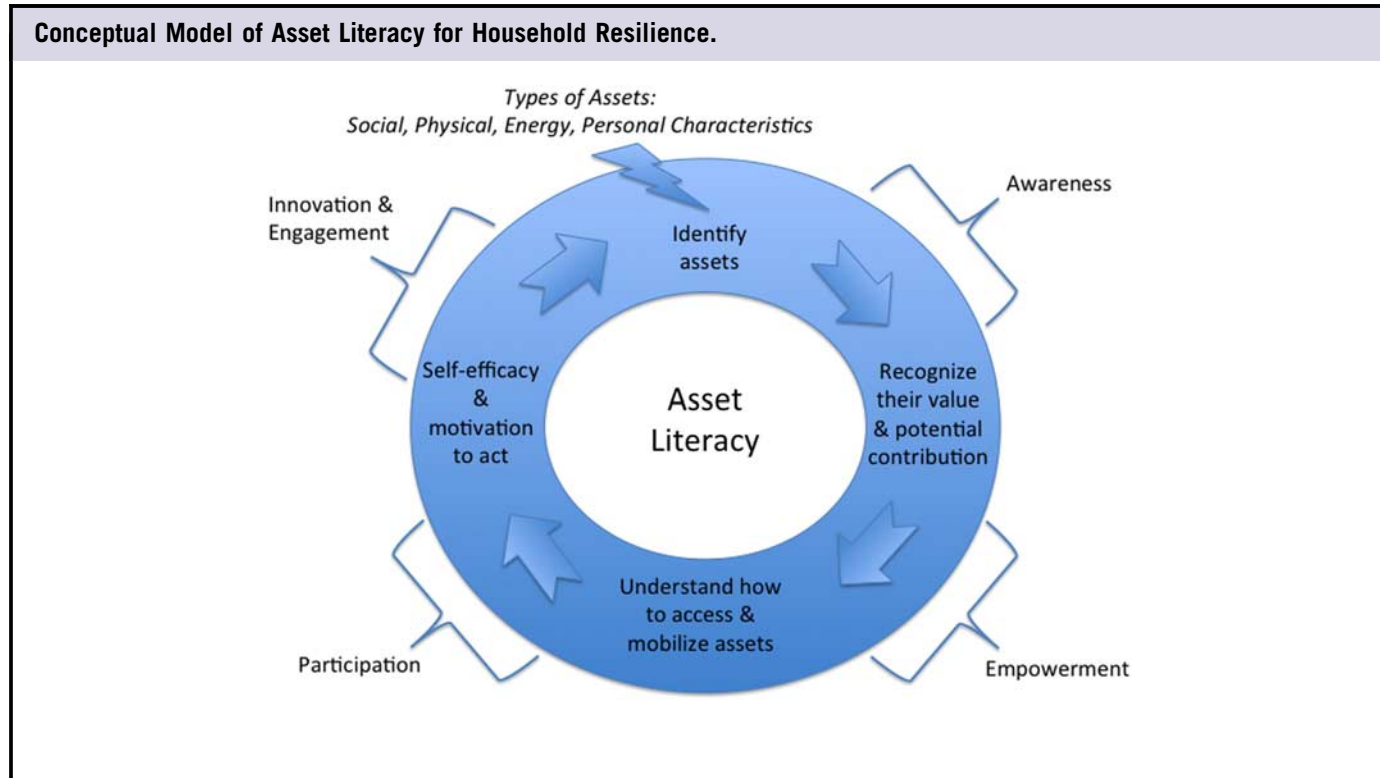 Conceptual Model of Asset Literacy for Household Resilience.
Types of Assets:
Social, Physical, Energy, Personal Characteristics
Awareness
Innovation &
Engagement
Identify
assets
Recognize
their value
& potential
contribution
Self-efficacy
&
motivation
to act
Asset
Literacy
Understand how
to access &
mobilize assets
Participation
Empowerment